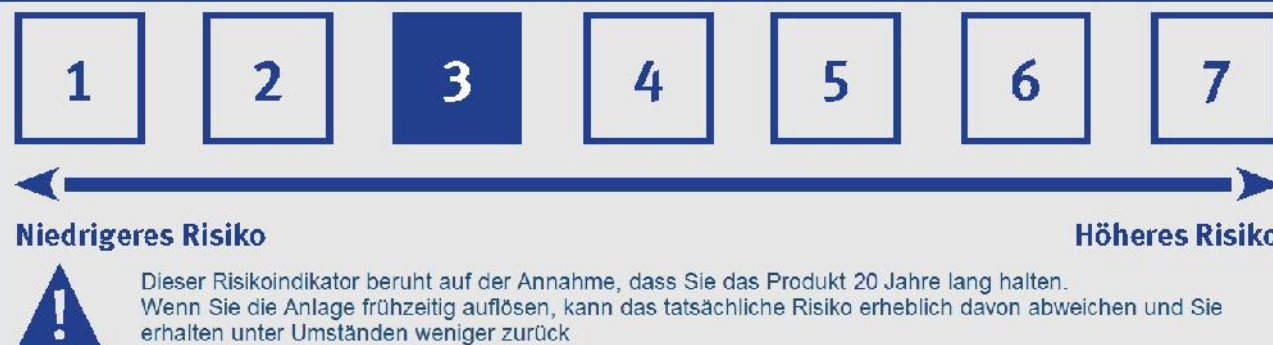 1 2 3 4 5 6 7
Niedrigeres Risiko Höheres Risiko
Dieser Risikoindikator beruht auf der Annahme, dass Sie das Produkt 20 Jahre lang halten.
Wenn Sie die Anlage frühzeitig auflösen, kann das tatsächliche Risiko erheblich davon abweichen und Sie
erhalten unter Umständen weniger zurück